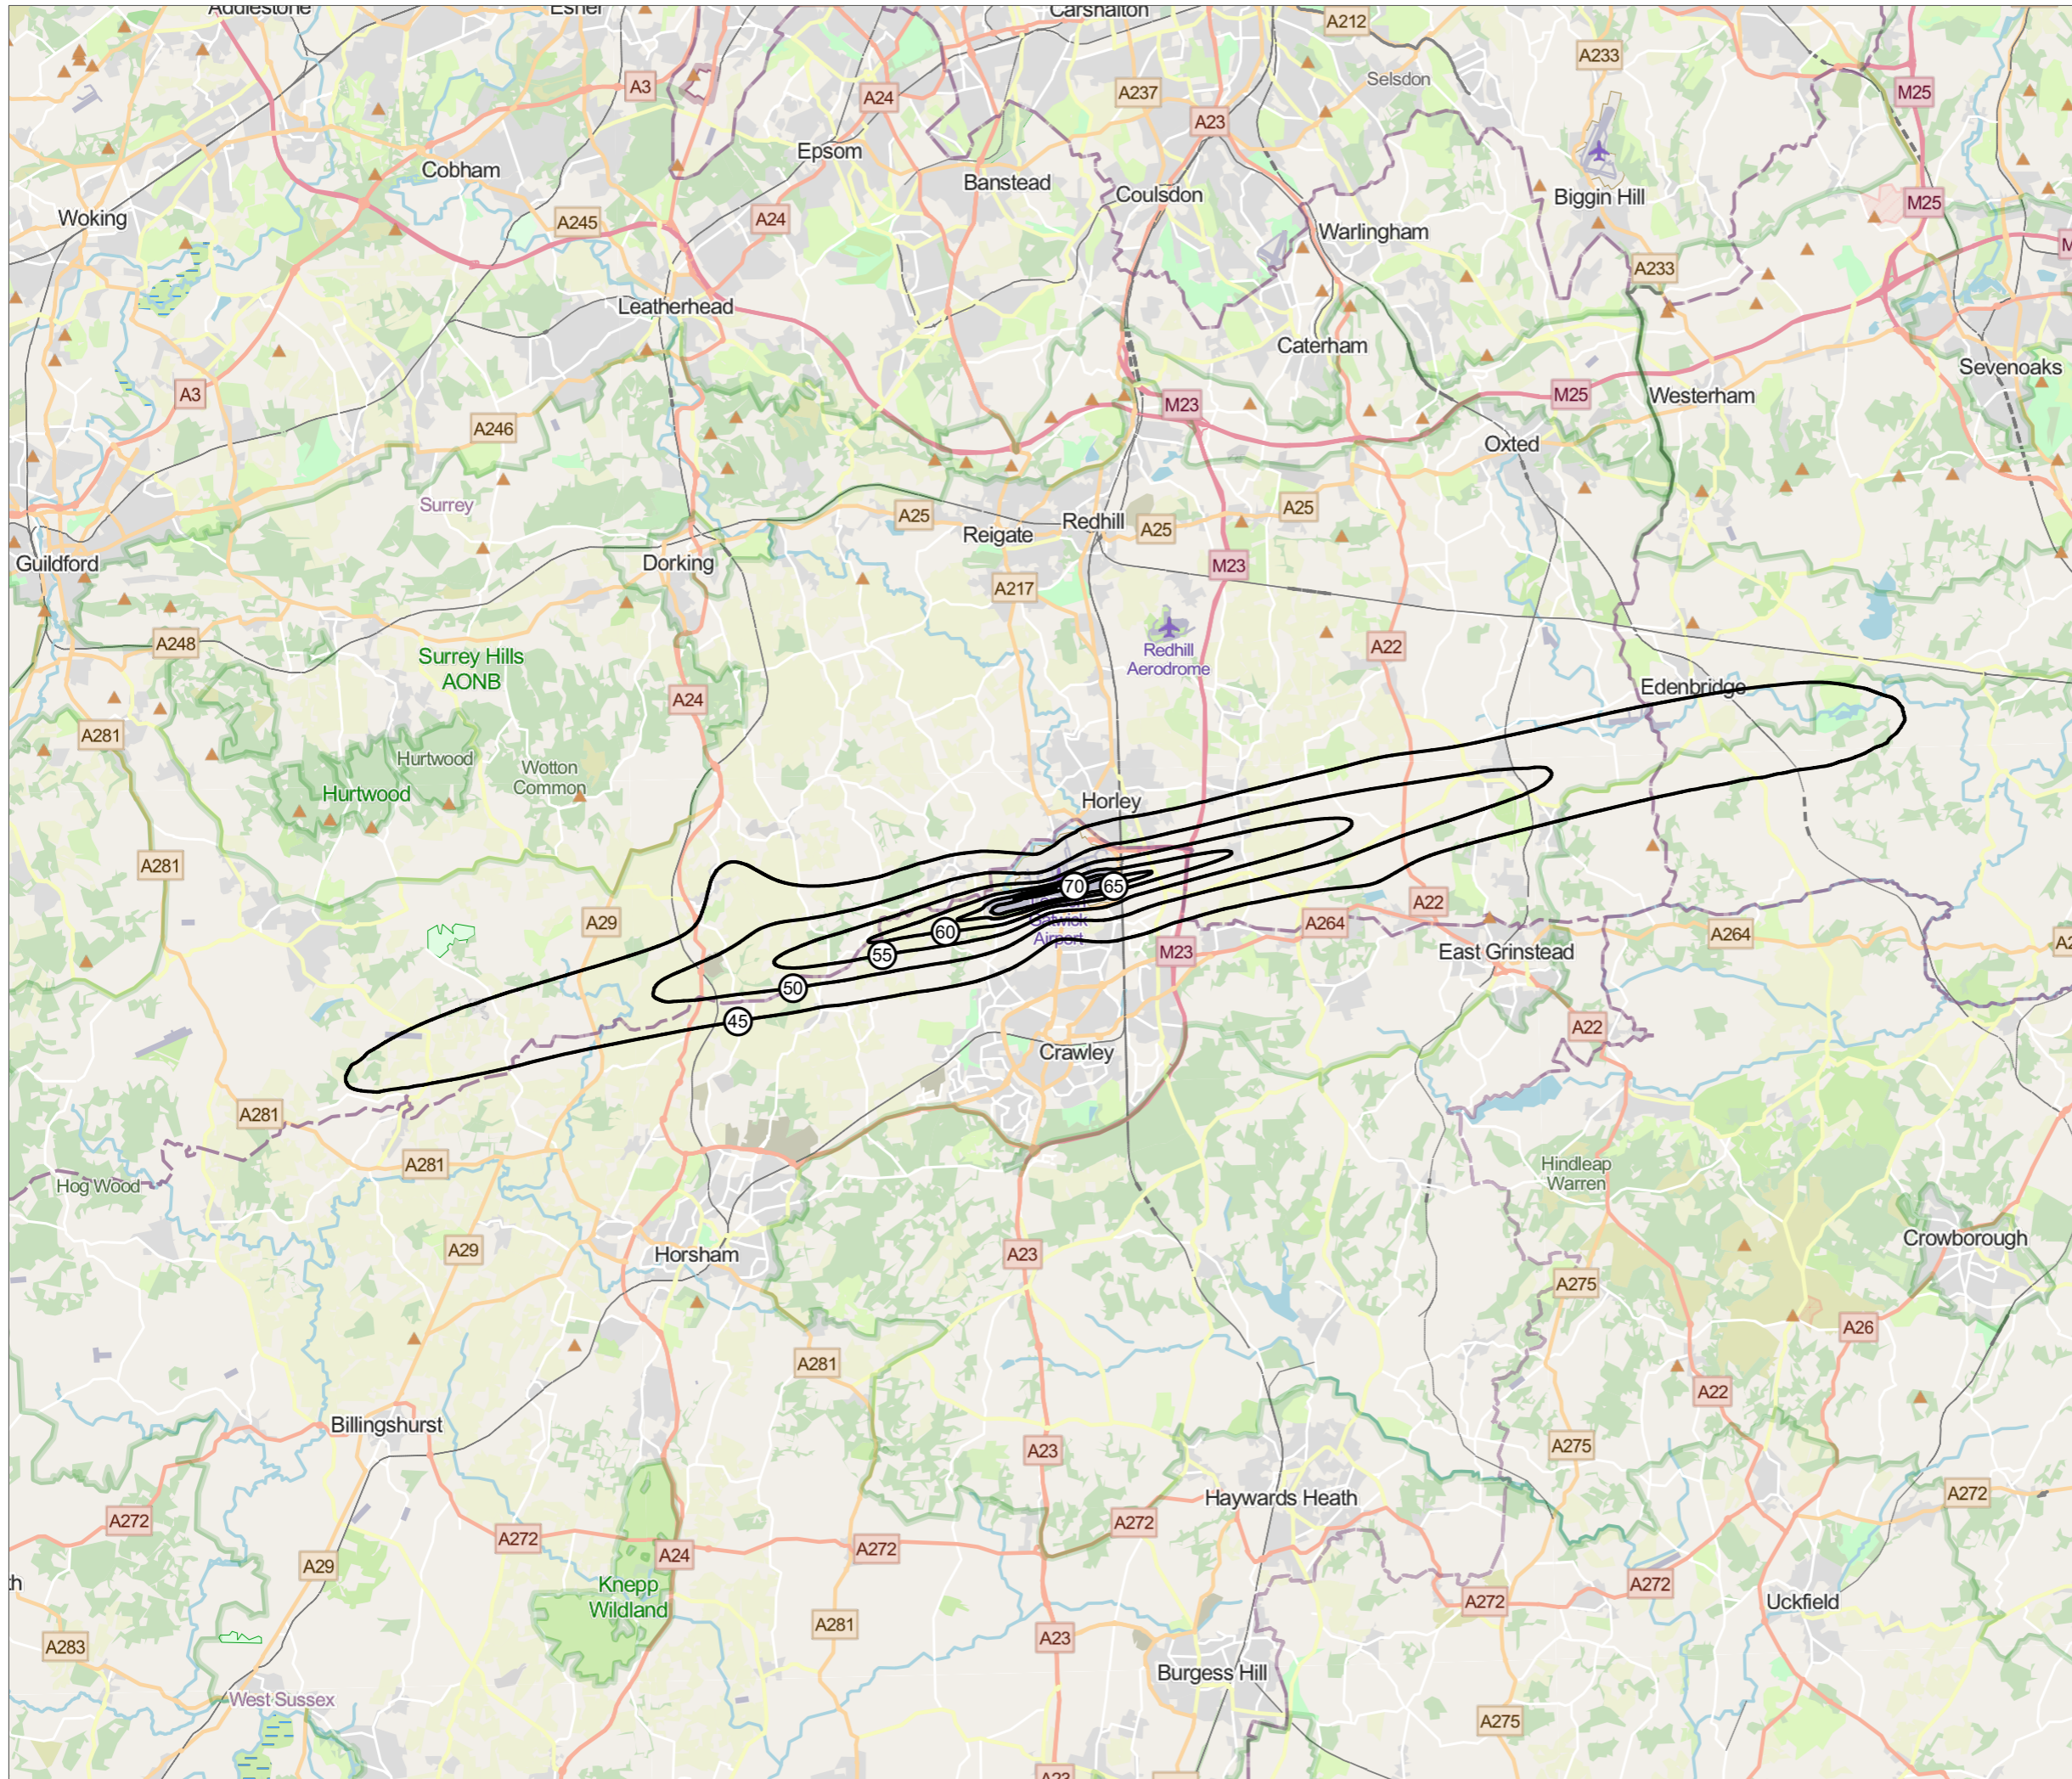 Addlestone
Esher
Carshalton
A212
A233
A3
A24
A237
Selsdon
M25
A23
Epsom
Cobham
Banstead
Coulsdon
Biggin Hill
M25
Woking
A245
A24
Warlingham
A233
Leatherhead
Caterham
Sevenoaks
A3
M23
M25
Westerham
A246
Oxted
Surrey
A25
Redhill
A25
A25
Reigate
Guildford
Dorking
M23
A217
A248
A22
Redhill
Aerodrome
Surrey Hills
AONB
Edenbridge
A24
A281
Hurtwood
Wotton
Common
Hurtwood
Horley
A281
70
65
A29
A22
Gatwick
Airport
A264
60
A264
55
M23
East Grinstead
50
45
A22
Crawley
A281
A281
Hog Wood
Hindleap
Warren
A29
Horsham
A23
Crowborough
A275
A26
A281
A22
Billingshurst
A23
A275
Haywards Heath
A272
A272
A272
A272
A272
A24
A29
Knepp
Wildland
A272
A272
Uckfield
A281
A23
A283
Burgess Hill
West Sussex
A275
A23